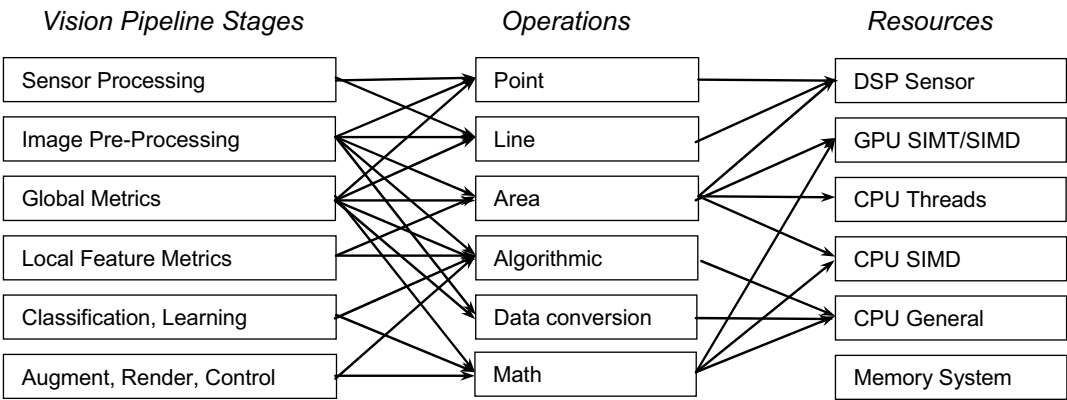 Vision Pipeline Stages Operations Resources
Sensor Processing Point DSP Sensor
Image Pre-Processing Line GPU SIMT/SIMD
Global Metrics Area CPU Threads
Local Feature Metrics Algorithmic CPU SIMD
Classification, Learning Data conversion CPU General
Augment, Render, Control Math Memory System